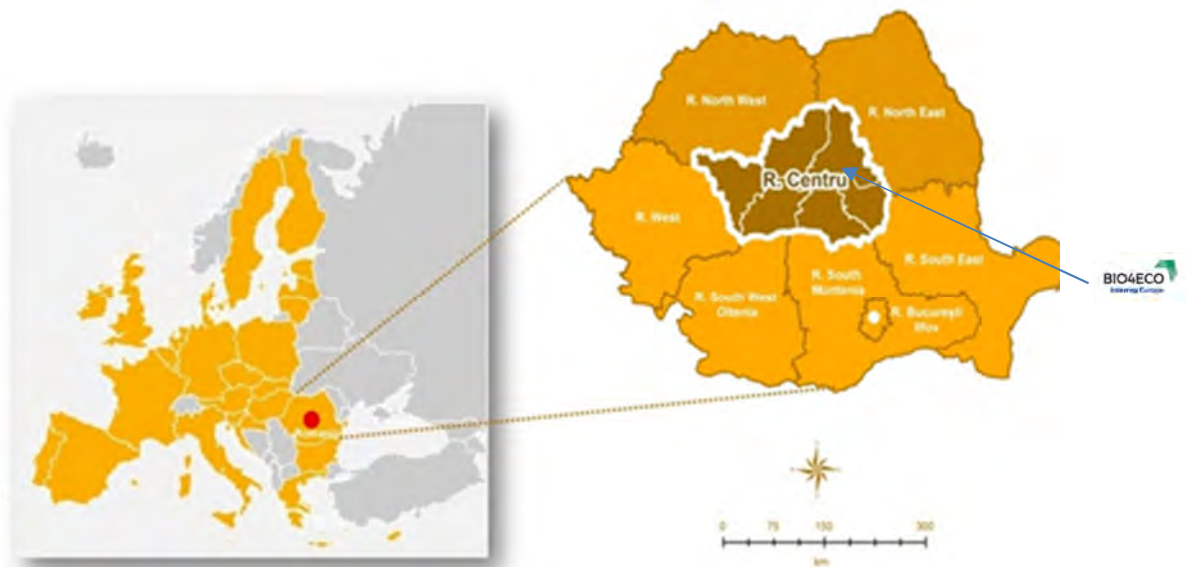 R. North West
R. North East
R. Centru
R. West
R. South East
R. South
Muntenia
R. South West
Oltenia
R. București
Ilfov
BIO4ECO
Interreg Europe
0 75 150 300
km